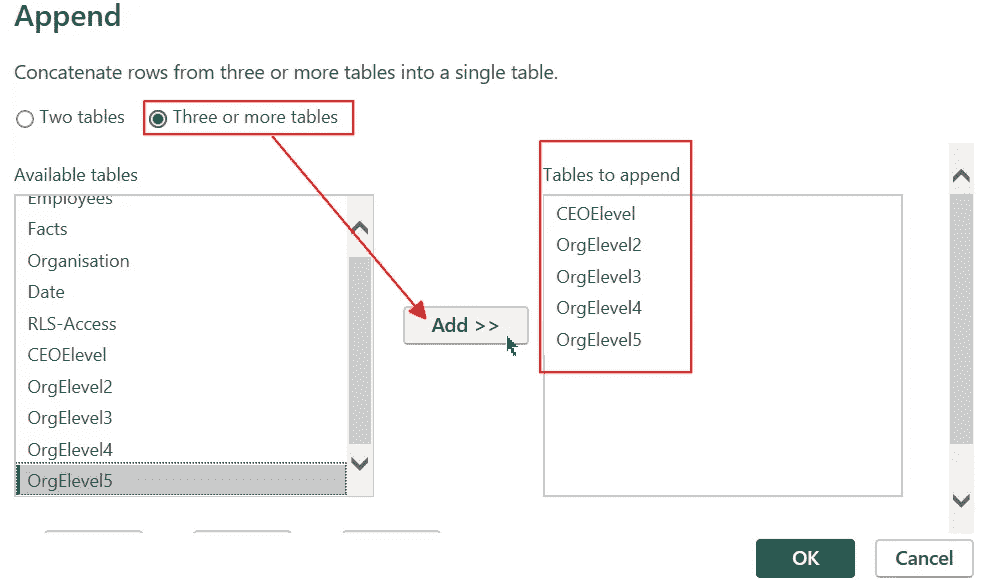 Append
Concatenate rows from three or more tables into a single table.
Two tables
Three or more tables
Available tables
Employees
Facts
Organisation
Date
RLS-Access
CEOElevel
OrgElevel2
OrgElevel3
OrgElevel4
OrgElevel5
Add >>
Tables to append
CEOElevel
OrgElevel2
OrgElevel3
OrgElevel4
OrgElevel5
OK
Cancel